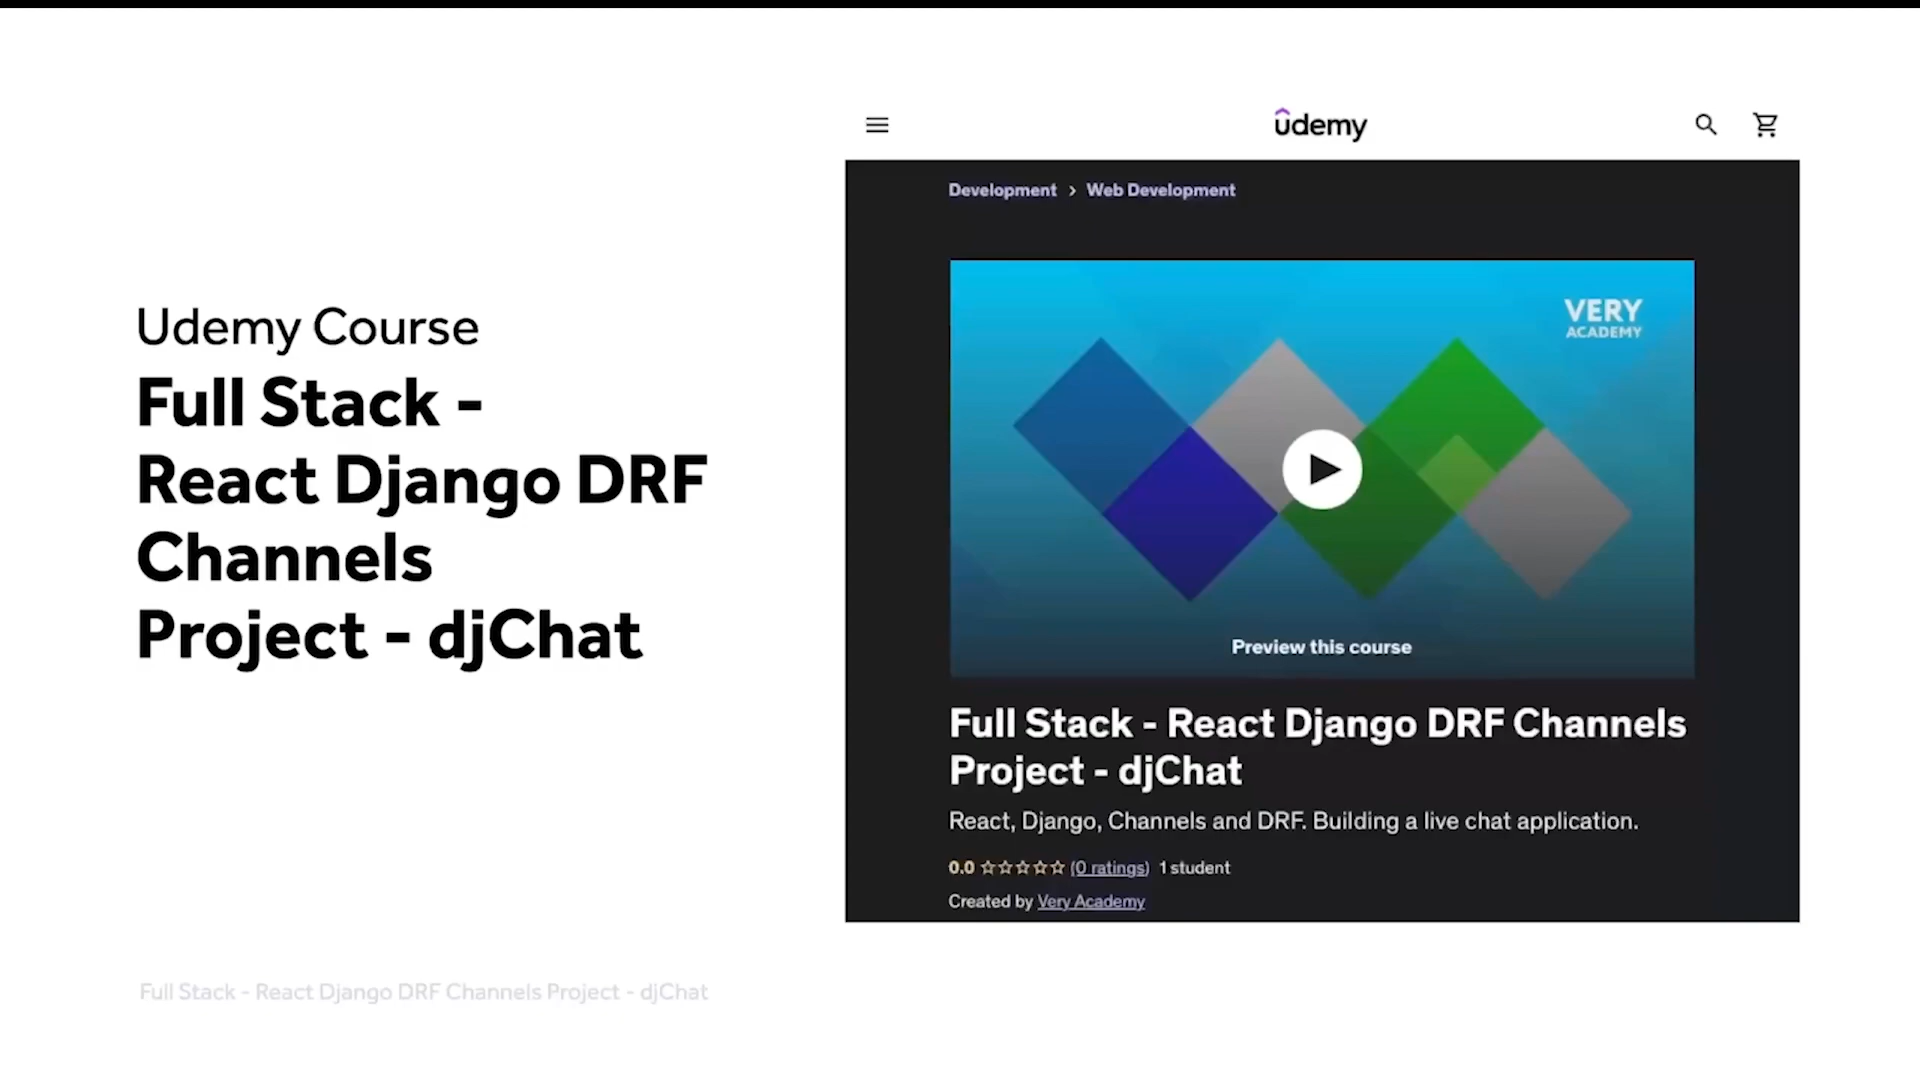 Udemy Course
Full Stack -
React Django DRF
Channels
Project - djChat
Full Stack - React Django DRF Channels Project - djChat
udemy
Development > Web Development
VERY
ACADEMY
Preview this course
Full Stack - React Django DRF Channels
Project - djChat
React, Django, Channels and DRF. Building a live chat application.
0.0 ☆☆☆☆☆ (0 ratings) 1 student
Created by Very Academy